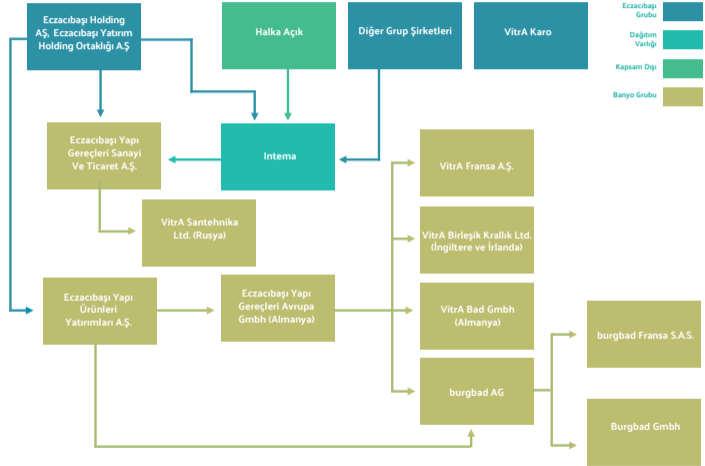 Eczacıbaşı Holding
AŞ, Eczacıbaşı Yatırım
Holding Ortaklığı A.Ş
Halka Açık
Diğer Grup Şirketleri
VitrA Karo
Eczacıbaşı
Grubu
Dağıtım
Varlığı
Kapsam Dışı
Banyo Grubu
Eczacıbaşı Yapı
Gereçleri Sanayi
Ve Ticaret A.Ş.
Intema
VitrA Fransa A.Ş.
VitrA Santehnika
Ltd. (Rusya)
VitrA Birleşik Krallık Ltd.
(İngiltere ve İrlanda)
Eczacıbaşı Yapı
Ürünleri
Yatırımları A.Ş.
Eczacıbaşı Yapı
Gereçleri Avrupa
Gmbh (Almanya)
VitrA Bad Gmbh
(Almanya)
burgbad Fransa S.A.S.
burgbad AG
Burgbad Gmbh